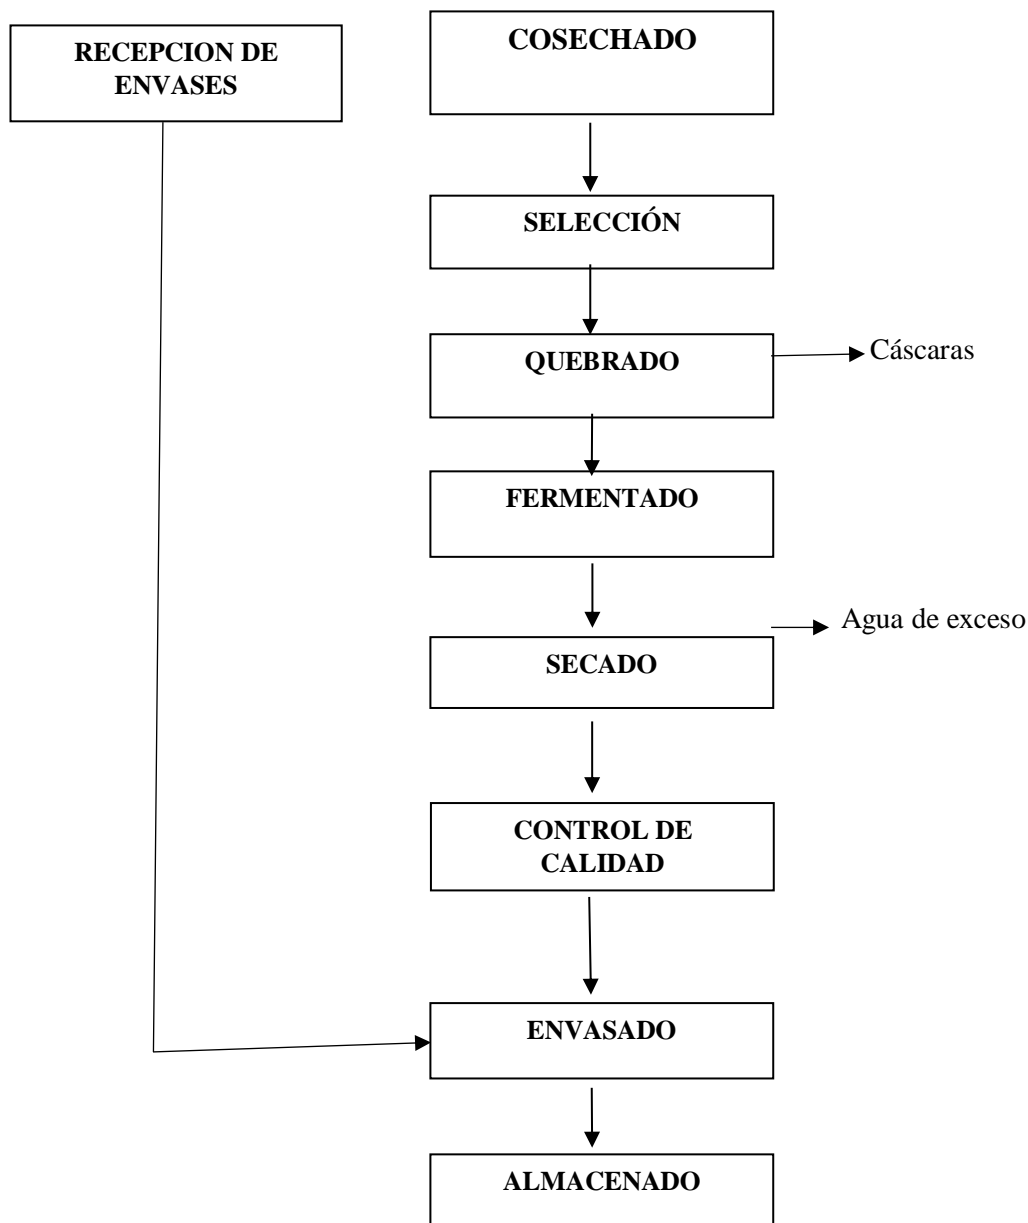 RECEPCION DE
ENVASES
COSECHADO
SELECCIÓN
QUEBRADO
Cáscaras
FERMENTADO
Agua de exceso
SECADO
CONTROL DE
CALIDAD
ENVASADO
ALMACENADO